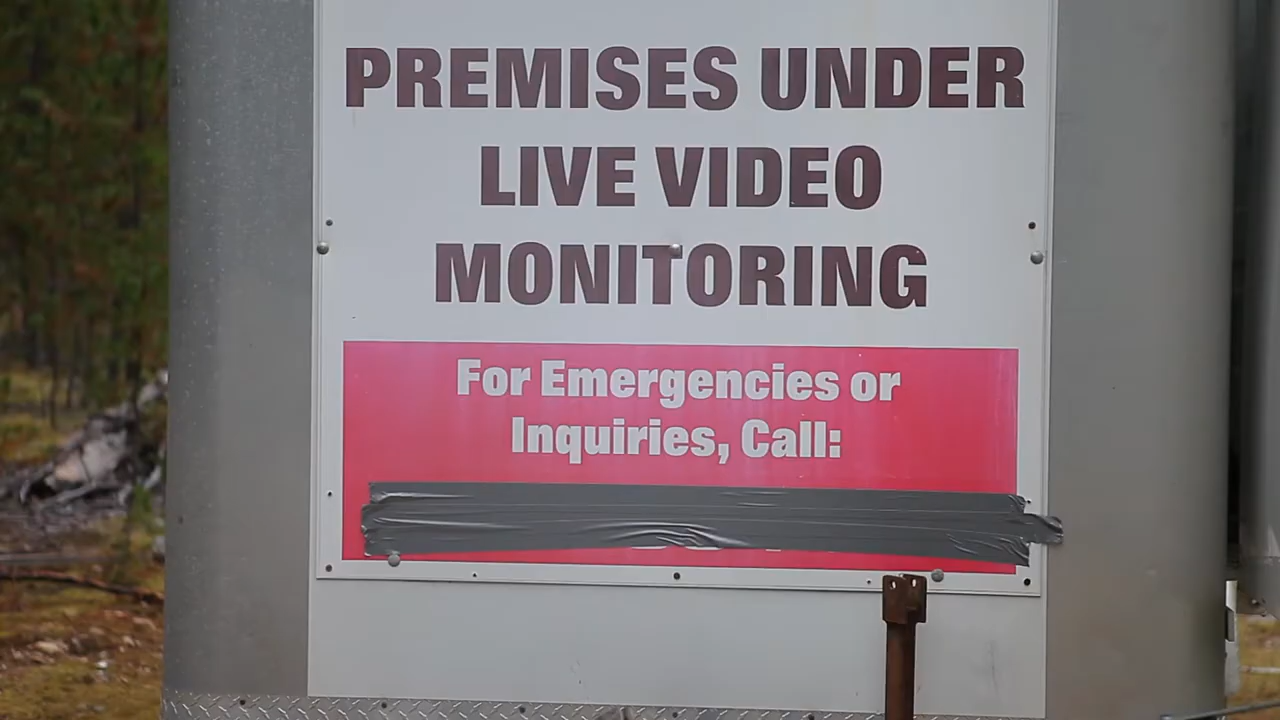 PREMISES UNDER
LIVE VIDEO
MONITORING
For Emergencies or
Inquiries, Call: